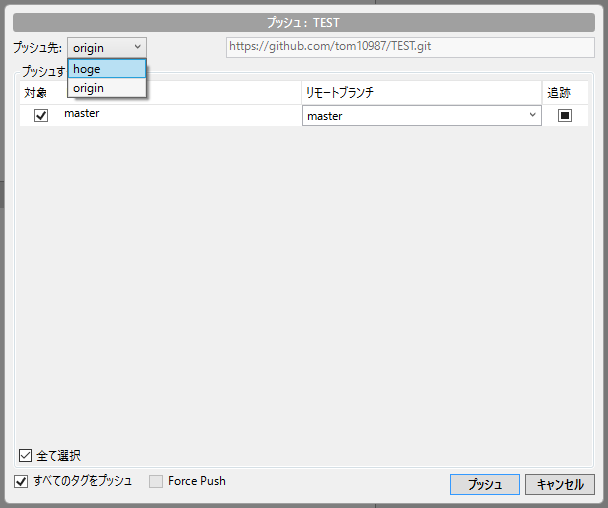 プッシュ : TEST
プッシュ先: origin https://github.com/tom10987/TEST.git
hoge
origin
プッシュす
対象 リモートブランチ 追跡
master master
全て選択
すべてのタグをプッシュ Force Push
プッシュ キャンセル